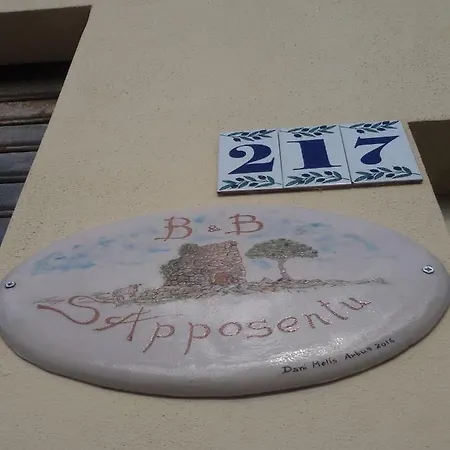 217
B & B
S'Apposentu
Dani Melis Arbus 2016